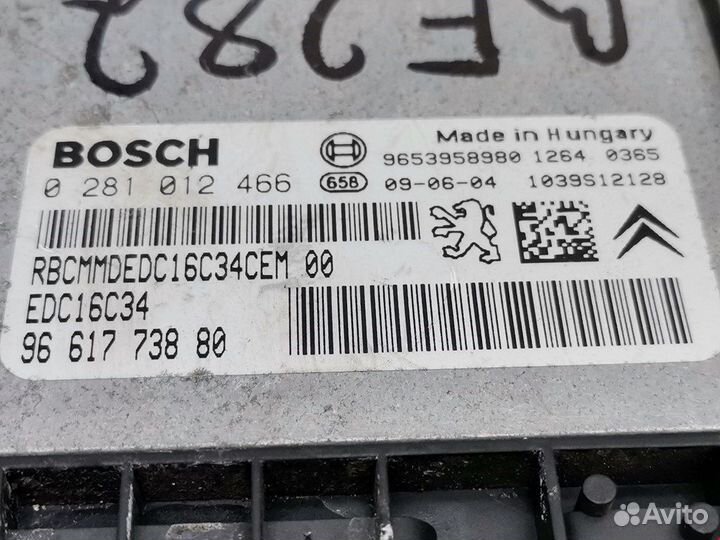 BOSCH
Made in Hungary
9653958980 1264 0365
0 281 012 466
658 09-06-04 1039S12128
RBCMMDEDC16C34CEM 00
EDC16C34
96 617 738 80
Avito